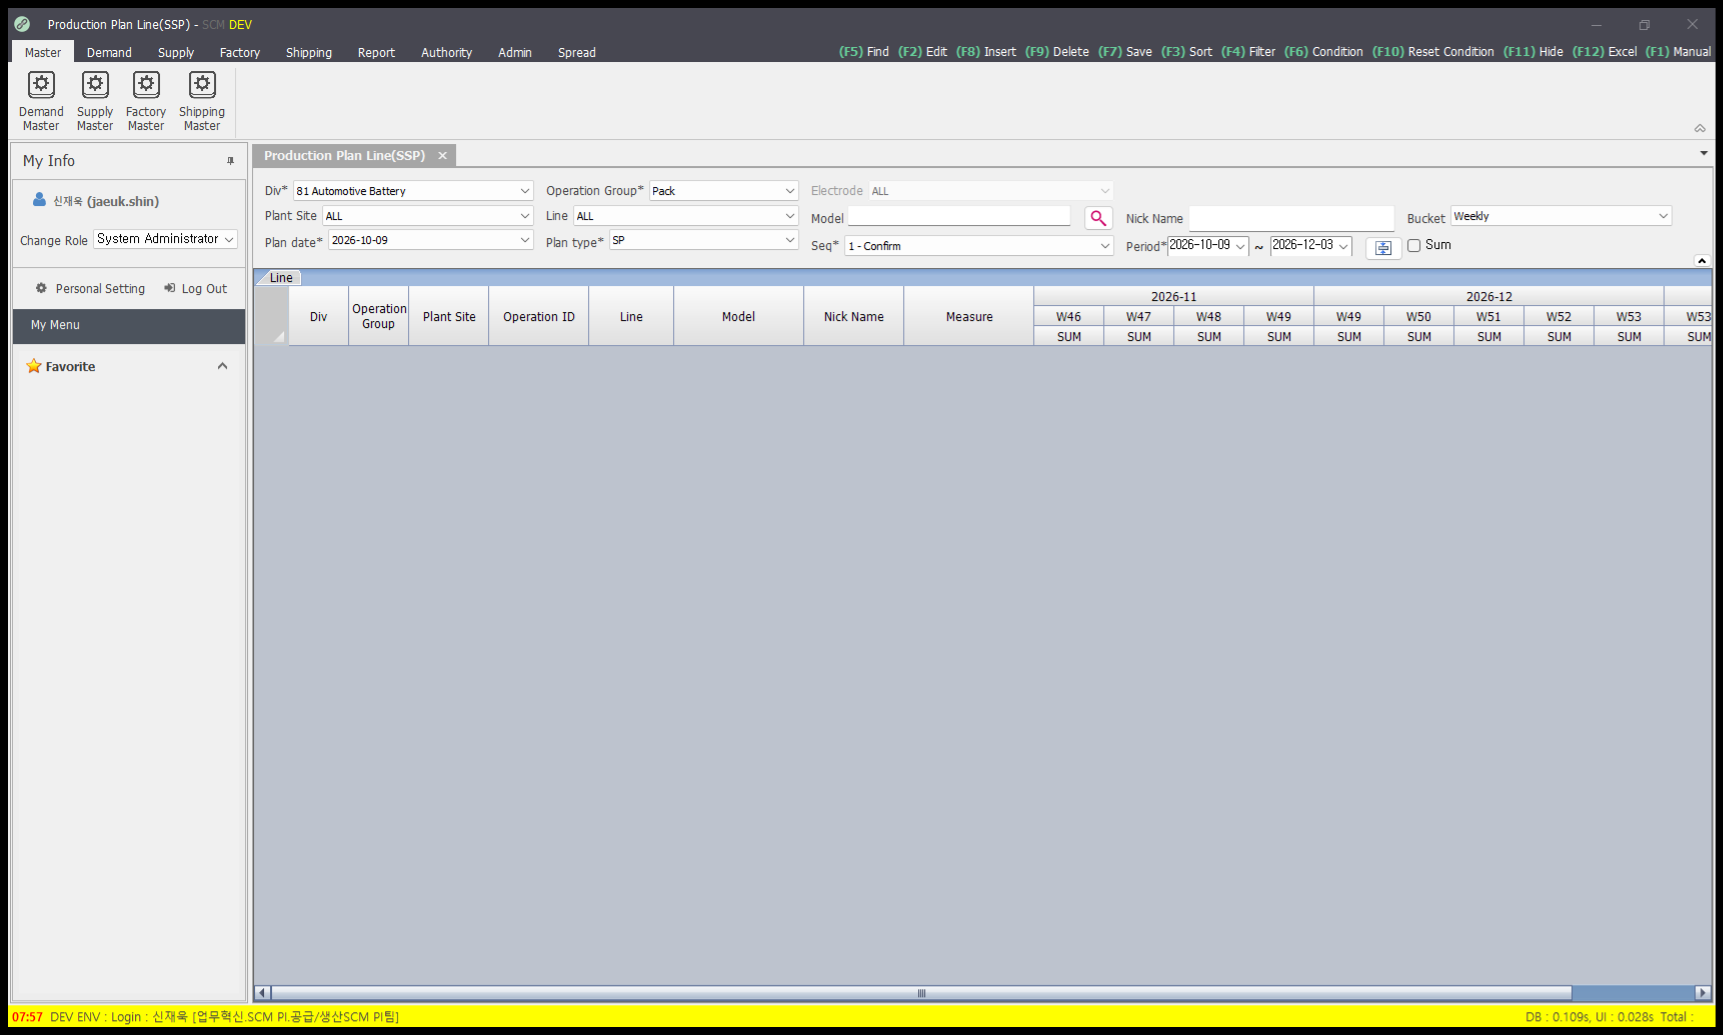 Production Plan Line(SSP) - SCM DEV
Master Demand Supply Factory Shipping Report Authority Admin Spread (F5) Find (F2) Edit (F8) Insert (F9) Delete (F7) Save (F3) Sort (F4) Filter (F6) Condition (F10) Reset Condition (F11) Hide (F12) Excel (F1) Manual
Demand Master Supply Master Factory Master Shipping Master
My Info
Production Plan Line(SSP)
신재욱 (jaeuk.shin)
Change Role System Administrator
Personal Setting Log Out
My Menu
Favorite
Div* 81 Automotive Battery Operation Group* Pack Electrode ALL
Plant Site ALL Line ALL Model Nick Name Bucket Weekly
Plan date* 2026-10-09 Plan type* SP Seq* 1 - Confirm Period* 2026-10-09 ~ 2026-12-03 Sum
Line
Div Operation Group Plant Site Operation ID Line Model Nick Name Measure
2026-11 2026-12
W46 W47 W48 W49 W49 W50 W51 W52 W53 W53
SUM SUM SUM SUM SUM SUM SUM SUM SUM SUM
07:57 DEV ENV : Login : 신재욱 [업무혁신.SCM PI.공급/생산SCM PI팀] DB : 0.109s, UI : 0.028s Total :